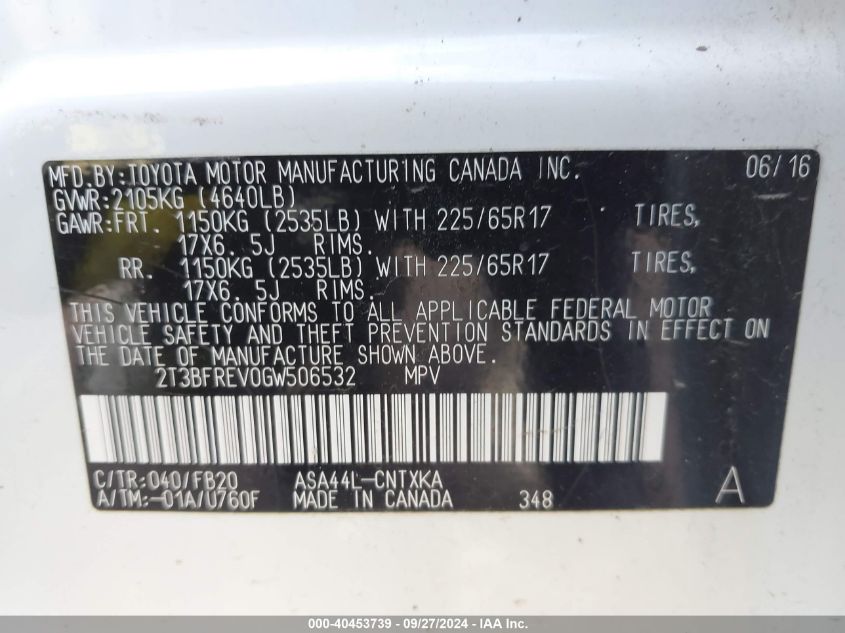 MFD.BY:TOYOTA MOTOR MANUFACTURING CANADA INC. 06/16
GVWR:2105KG (4640LB)
GAWR:FRT. 1150KG (2535LB) WITH 225/65R17 TIRES,
17X6.5J RIMS.
RR. 1150KG (2535LB) WITH 225/65R17 TIRES,
17X6.5J RIMS.
THIS VEHICLE CONFORMS TO ALL APPLICABLE FEDERAL MOTOR
VEHICLE SAFETY AND THEFT PREVENTION STANDARDS IN EFFECT ON
THE DATE OF MANUFACTURE SHOWN ABOVE.
2T3BFREV0GW506532 MPV
C/TR:040/FB20 ASA44L-CNTXKA
A/TM:-01A/U760F MADE IN CANADA 348 A
000-40453739 - 09/27/2024 - IAA Inc.